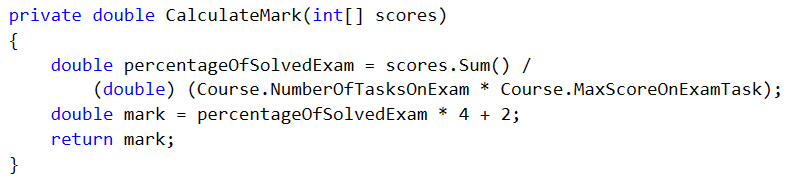 private double CalculateMark(int[] scores)
{
    double percentageOfSolvedExam = scores.Sum() /
        (double) (Course.NumberOfTasksOnExam * Course.MaxScoreOnExamTask);
    double mark = percentageOfSolvedExam * 4 + 2;
    return mark;
}